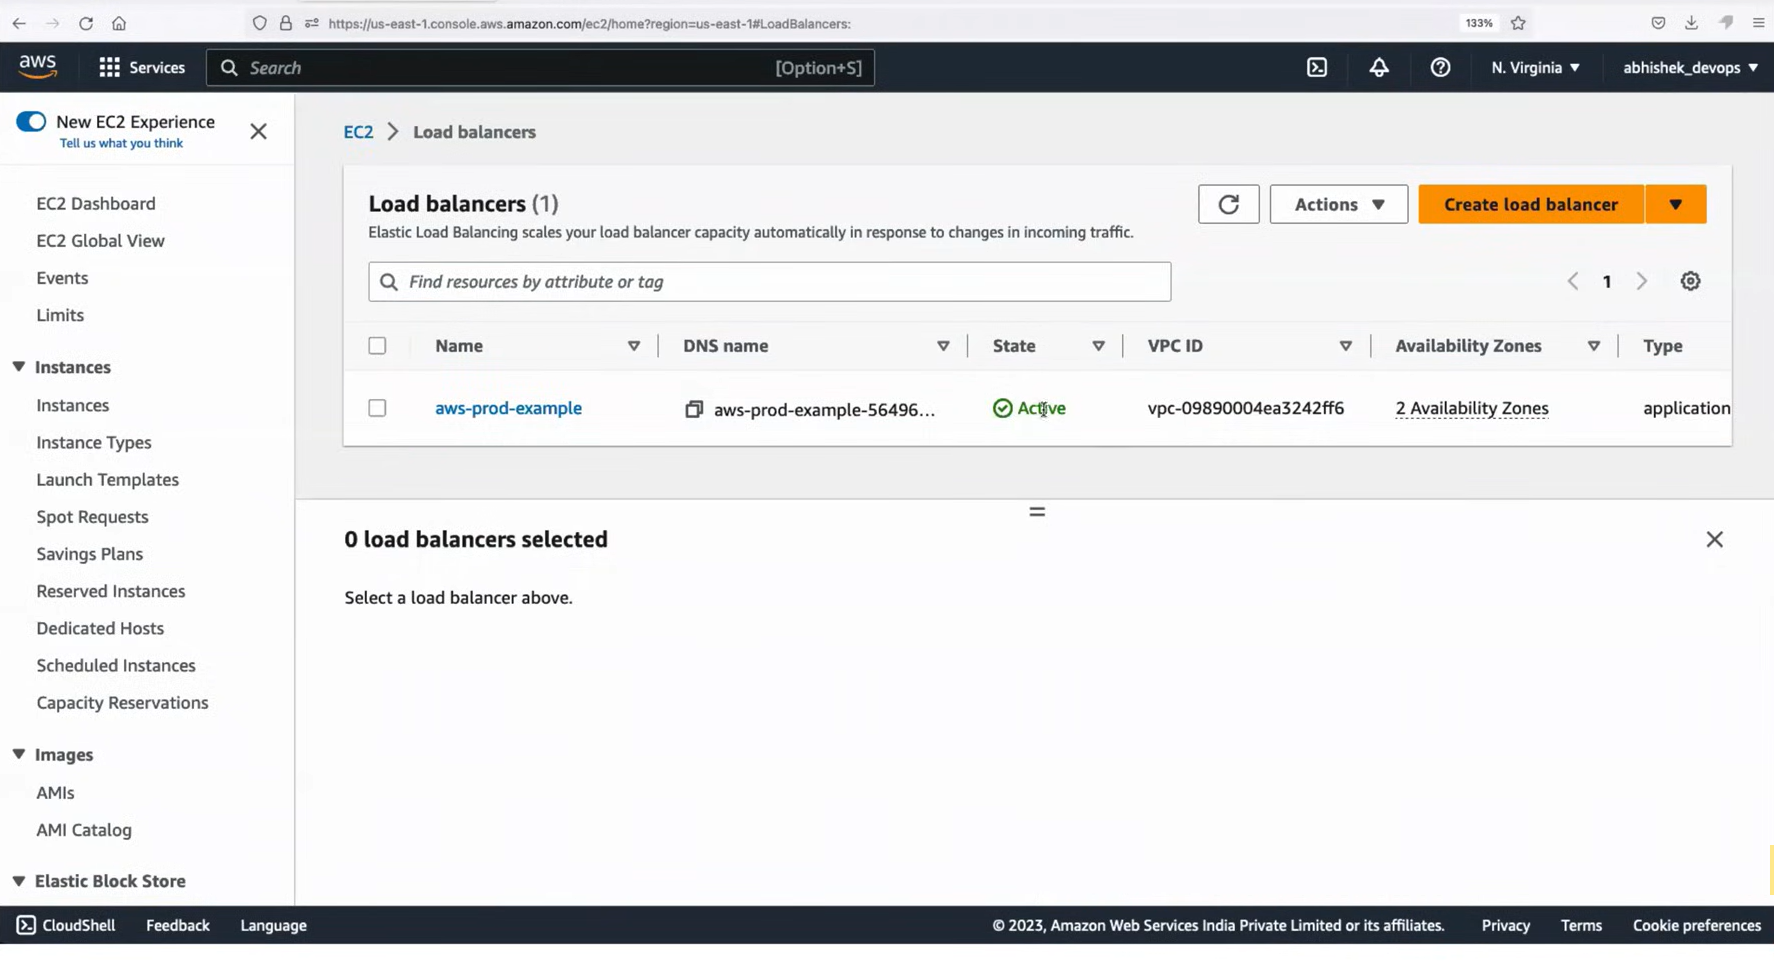 https://us-east-1.console.aws.amazon.com/ec2/home?region=us-east-1#LoadBalancers:
133%
aws
Services
Search
[Option+S]
N. Virginia
abhishek_devops
New EC2 Experience
Tell us what you think
EC2 Dashboard
EC2 Global View
Events
Limits
Instances
Instances
Instance Types
Launch Templates
Spot Requests
Savings Plans
Reserved Instances
Dedicated Hosts
Scheduled Instances
Capacity Reservations
Images
AMIs
AMI Catalog
Elastic Block Store
EC2 > Load balancers
Load balancers (1)
Elastic Load Balancing scales your load balancer capacity automatically in response to changes in incoming traffic.
Actions
Create load balancer
Find resources by attribute or tag
1
Name DNS name State VPC ID Availability Zones Type
aws-prod-example aws-prod-example-56496... Active vpc-09890004ea3242ff6 2 Availability Zones application
0 load balancers selected
Select a load balancer above.
CloudShell Feedback Language
© 2023, Amazon Web Services India Private Limited or its affiliates. Privacy Terms Cookie preferences